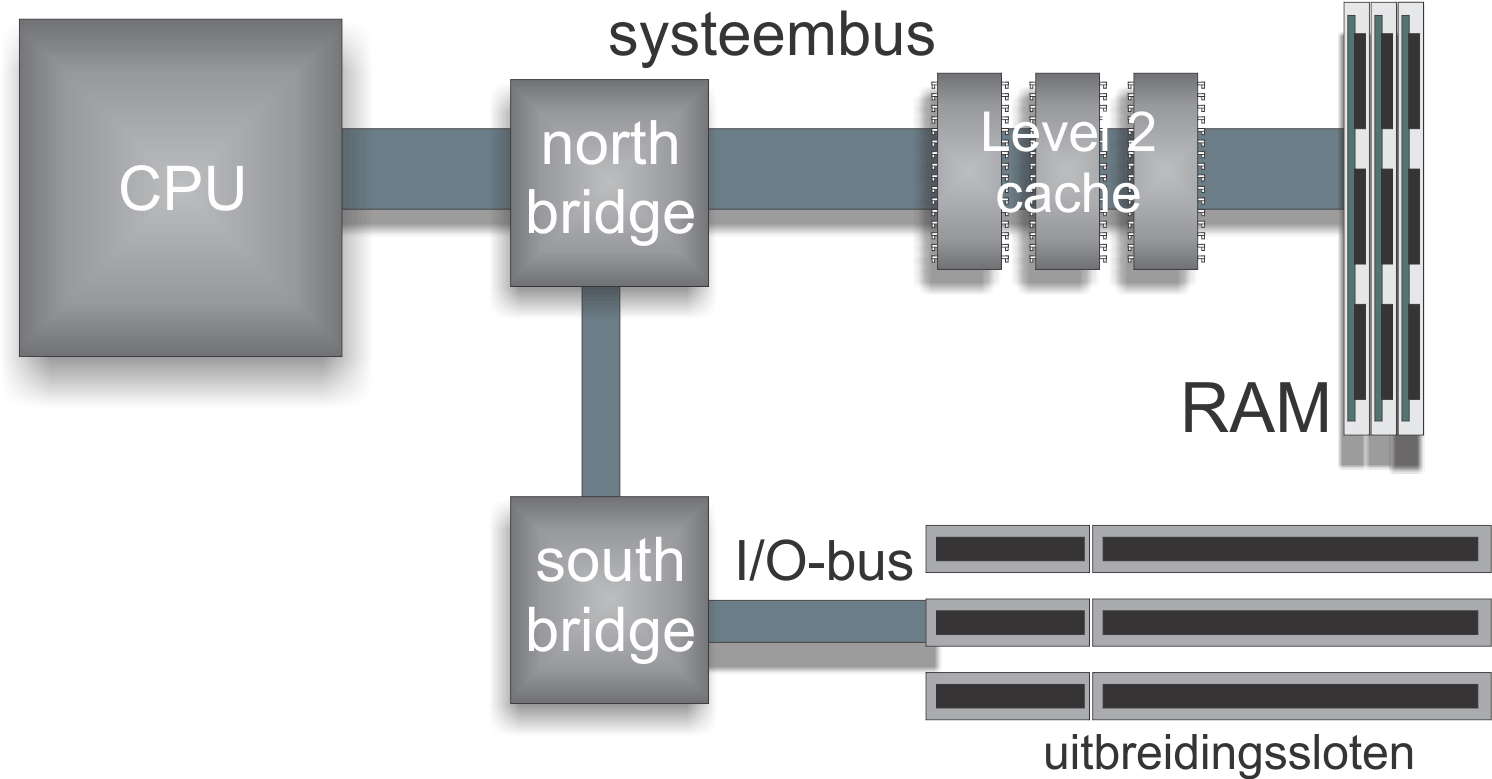 systeembus
CPU
north
bridge
Level 2
cache
RAM
south
bridge
I/O-bus
uitbreidingssloten